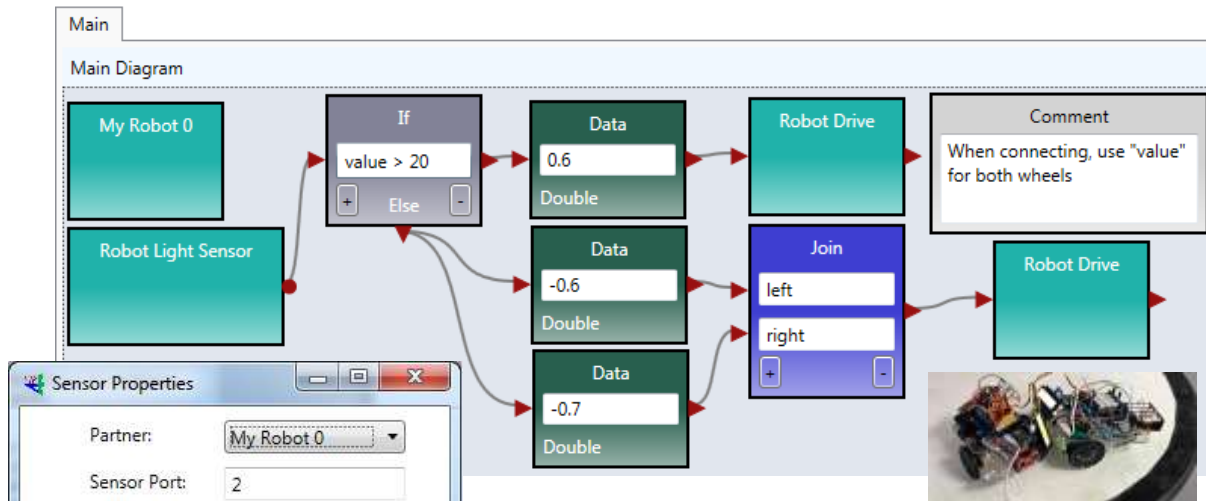 Main
Main Diagram
My Robot 0
If
value > 20
+
Else
-
Data
0.6
Double
Robot Drive
Comment
When connecting, use "value"
for both wheels
Robot Light Sensor
Data
-0.6
Double
Join
left
right
+
-
Robot Drive
Data
-0.7
Double
Sensor Properties
Partner:
My Robot 0
Sensor Port:
2